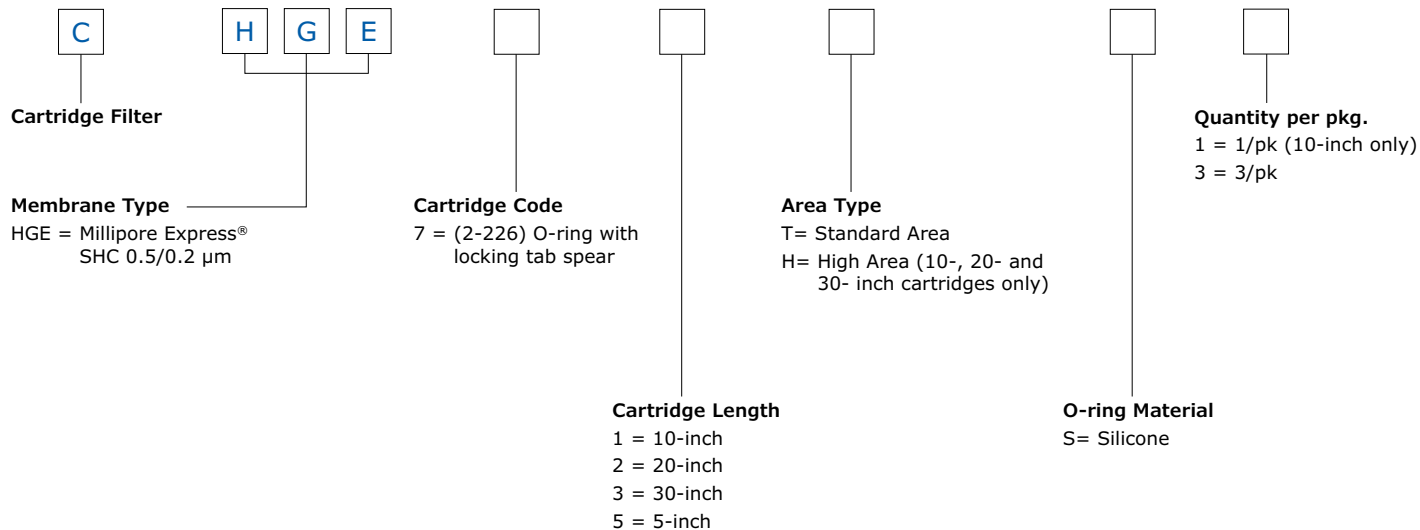 C H G E
Cartridge Filter
Quantity per pkg.
1 = 1/pk (10-inch only)
3 = 3/pk
Membrane Type
HGE = Millipore Express®
SHC 0.5/0.2 µm
Cartridge Code
7 = (2-226) O-ring with
locking tab spear
Area Type
T= Standard Area
H= High Area (10-, 20- and
30- inch cartridges only)
Cartridge Length
1 = 10-inch
2 = 20-inch
3 = 30-inch
5 = 5-inch
O-ring Material
S= Silicone